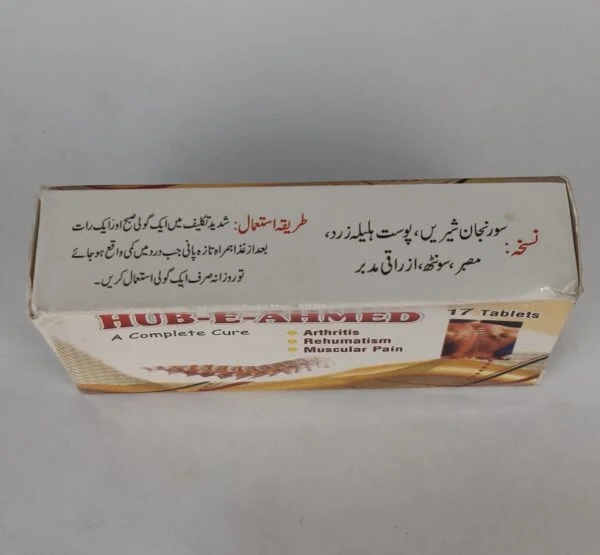 نسخہ: سورنجان شیریں، پوست ہلیلہ زرد،
مصبر، سونٹھ، ازراقی مدبر
طریقہ استعمال: شدید تکلیف میں ایک گولی صبح اور ایک رات
بعد از غذا ہمراہ تازہ پانی جب درد میں کمی واقع ہو جائے
تو روزانہ صرف ایک گولی استعمال کریں۔
HUB-E-AHMED
17 Tablets
A Complete Cure
Arthritis
Rehumatism
Muscular Pain